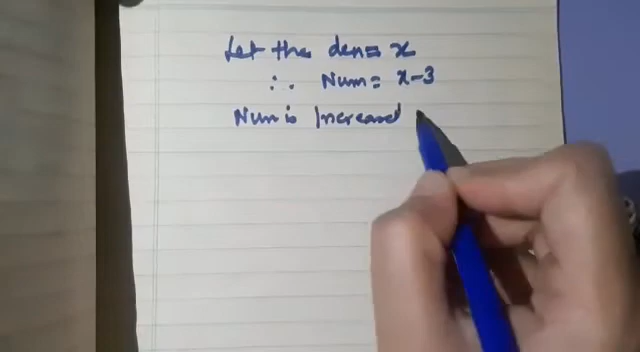 Let the den= x
∴ Num= x-3
Num is Increased